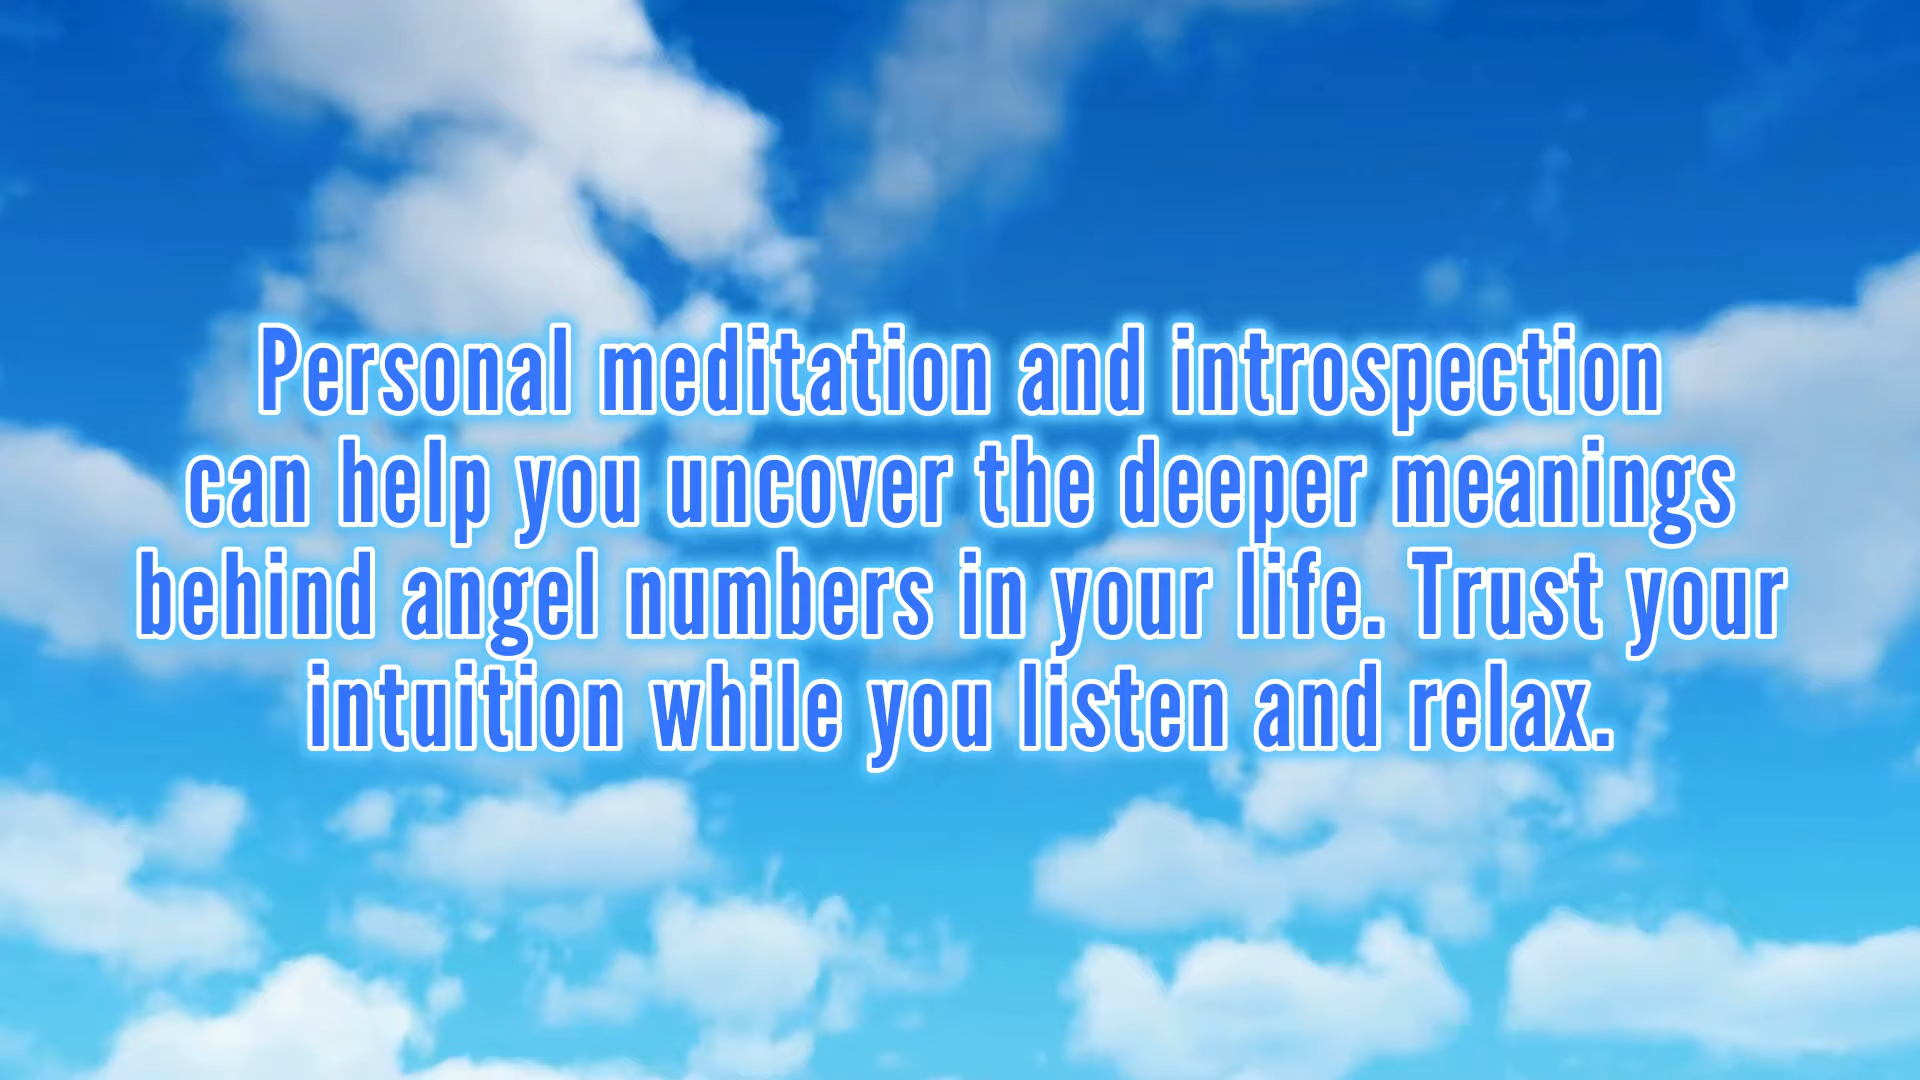 Personal meditation and introspection
can help you uncover the deeper meanings
behind angel numbers in your life. Trust your
intuition while you listen and relax.